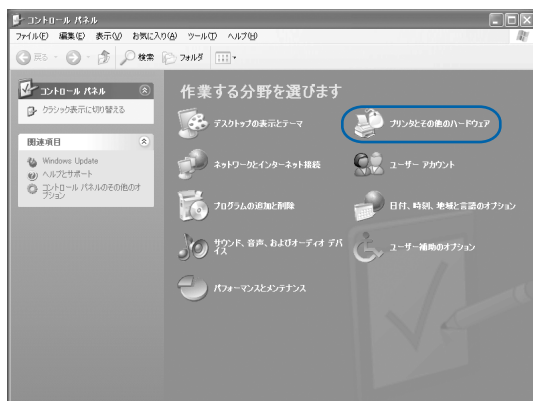 コントロール パネル
ファイル(F) 編集(E) 表示(V) お気に入り(A) ツール(T) ヘルプ(H)
戻る 検索 フォルダ
コントロール パネル
クラシック表示に切り替える
関連項目
Windows Update
ヘルプとサポート
コントロール パネルのその他のオ
プション
作業する分野を選びます
デスクトップの表示とテーマ
プリンタとその他のハードウェア
ネットワークとインターネット接続
ユーザー アカウント
プログラムの追加と削除
日付、時刻、地域と言語のオプション
サウンド、音声、およびオーディオ デバ
イス
ユーザー補助のオプション
パフォーマンスとメンテナンス